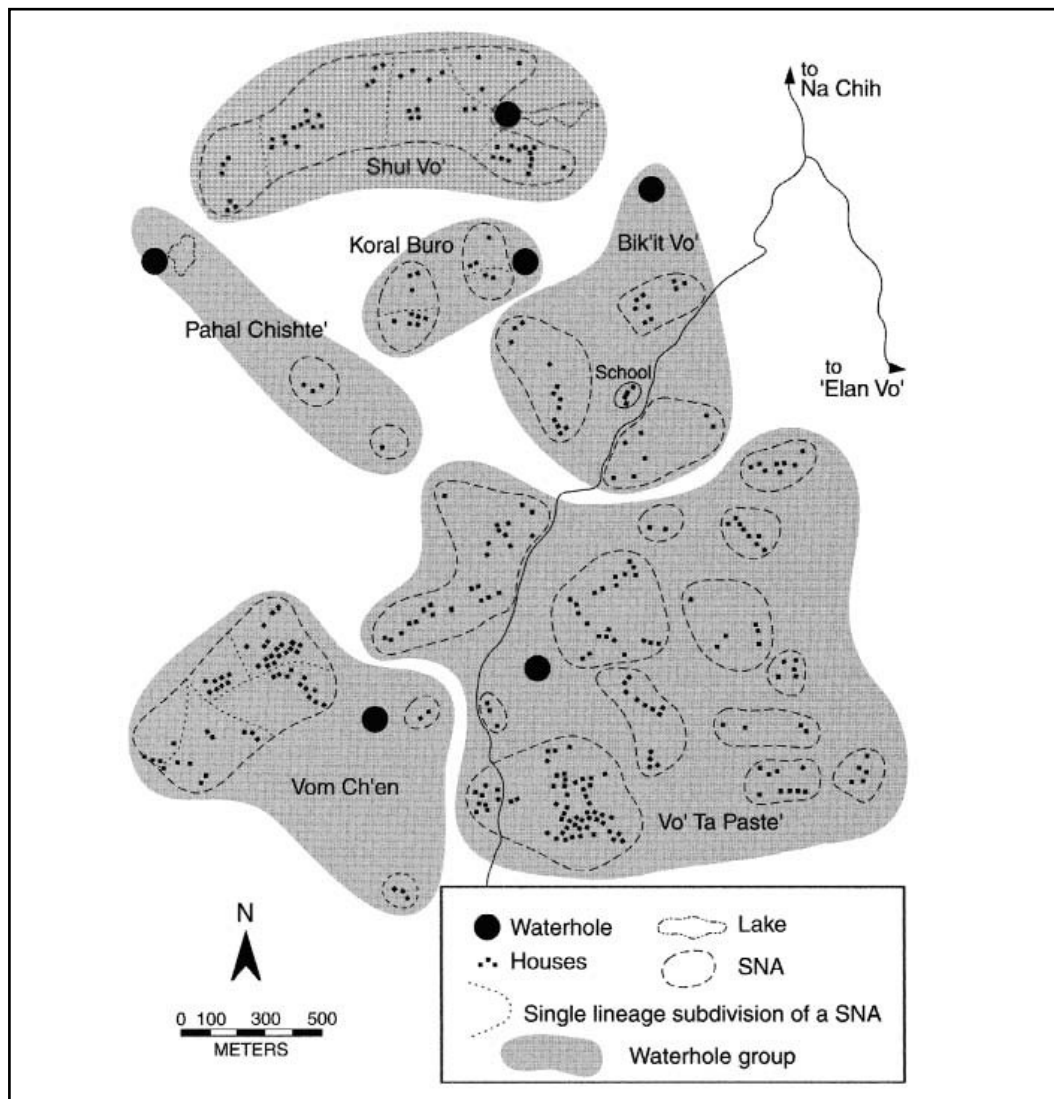 to
Na Chih
Shul Vo'
Koral Buro
Bik'it Vo'
Pahal Chishte'
School
to
'Elan Vo'
Vom Ch'en
Vo' Ta Paste'
N
0 100 300 500
METERS
Waterhole
Lake
Houses
SNA
Single lineage subdivision of a SNA
Waterhole group